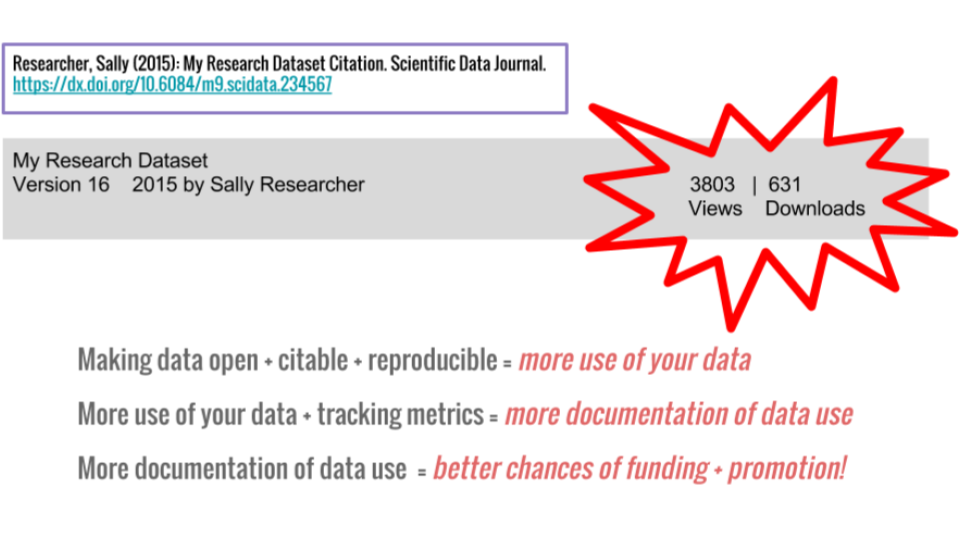 Researcher, Sally (2015): My Research Dataset Citation. Scientific Data Journal.
https://dx.doi.org/10.6084/m9.scidata.234567
My Research Dataset
Version 16 2015 by Sally Researcher
3803 | 631
Views Downloads
Making data open + citable + reproducible = more use of your data
More use of your data + tracking metrics = more documentation of data use
More documentation of data use = better chances of funding + promotion!